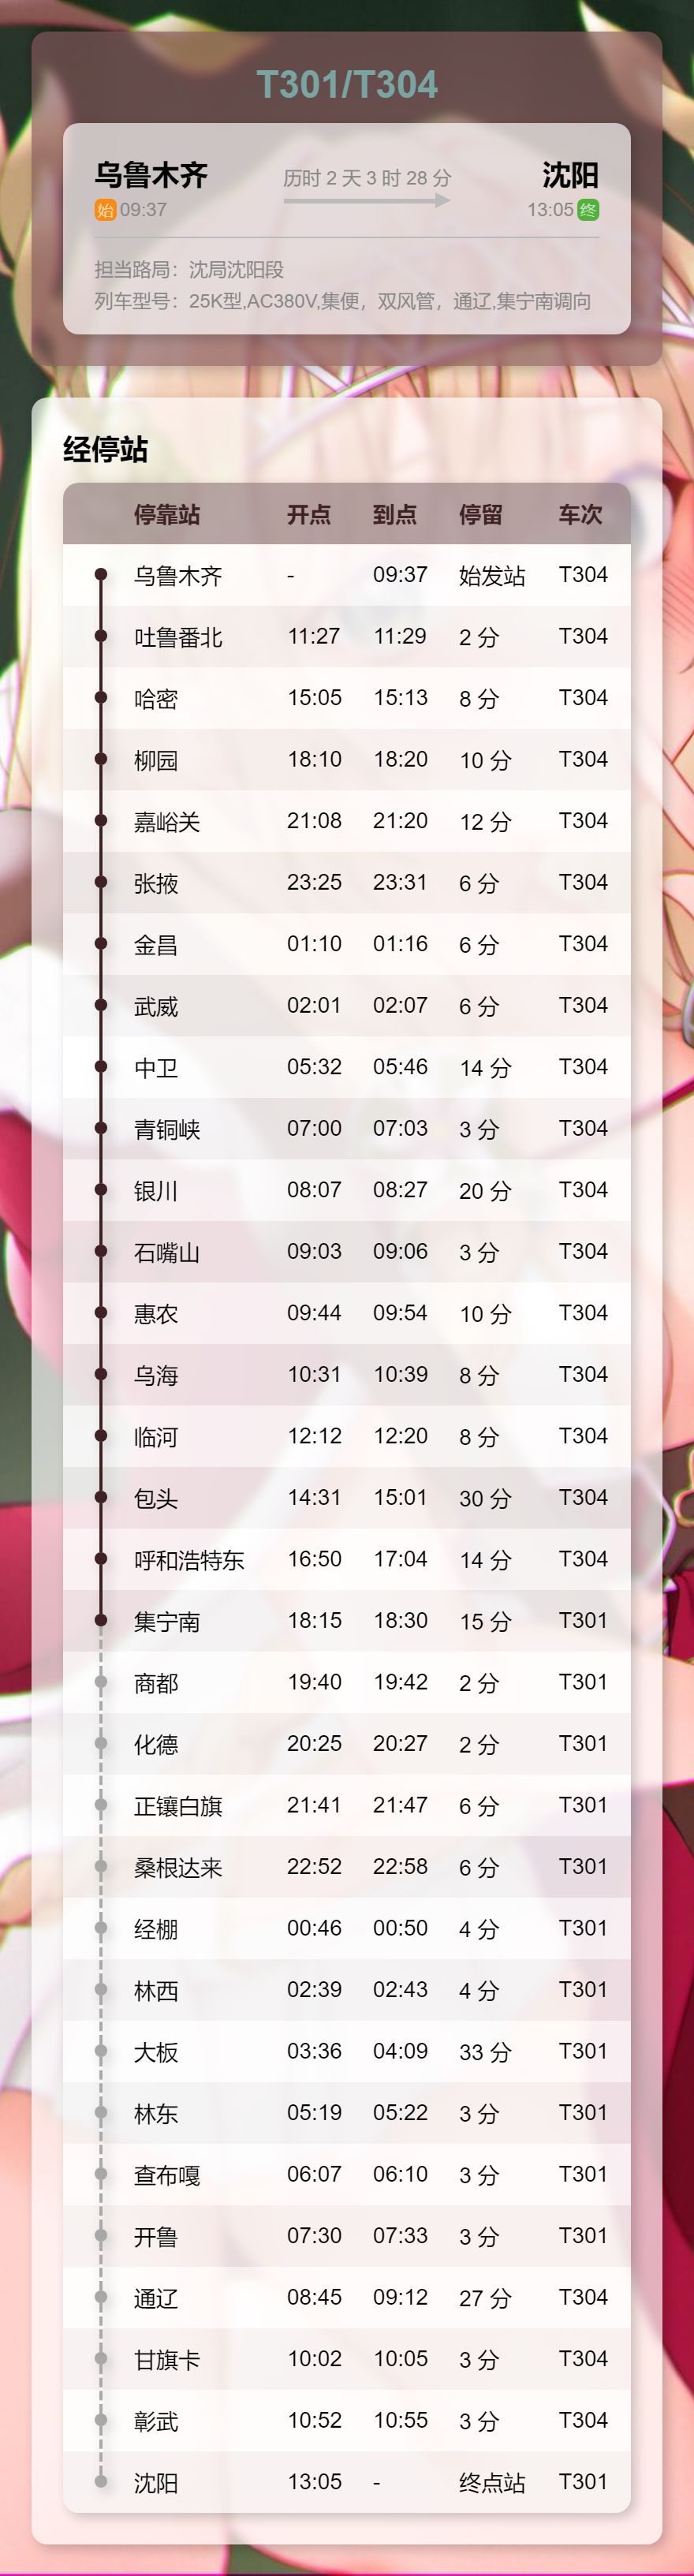 T301/T304
乌鲁木齐 历时 2 天 3 时 28 分 沈阳
始 09:37 13:05 终
担当路局：沈局沈阳段
列车型号：25K型,AC380V,集便，双风管，通辽,集宁南调向
经停站
停靠站 开点 到点 停留 车次
乌鲁木齐 - 09:37 始发站 T304
吐鲁番北 11:27 11:29 2 分 T304
哈密 15:05 15:13 8 分 T304
柳园 18:10 18:20 10 分 T304
嘉峪关 21:08 21:20 12 分 T304
张掖 23:25 23:31 6 分 T304
金昌 01:10 01:16 6 分 T304
武威 02:01 02:07 6 分 T304
中卫 05:32 05:46 14 分 T304
青铜峡 07:00 07:03 3 分 T304
银川 08:07 08:27 20 分 T304
石嘴山 09:03 09:06 3 分 T304
惠农 09:44 09:54 10 分 T304
乌海 10:31 10:39 8 分 T304
临河 12:12 12:20 8 分 T304
包头 14:31 15:01 30 分 T304
呼和浩特东 16:50 17:04 14 分 T304
集宁南 18:15 18:30 15 分 T301
商都 19:40 19:42 2 分 T301
化德 20:25 20:27 2 分 T301
正镶白旗 21:41 21:47 6 分 T301
桑根达来 22:52 22:58 6 分 T301
经棚 00:46 00:50 4 分 T301
林西 02:39 02:43 4 分 T301
大板 03:36 04:09 33 分 T301
林东 05:19 05:22 3 分 T301
查布嘎 06:07 06:10 3 分 T301
开鲁 07:30 07:33 3 分 T301
通辽 08:45 09:12 27 分 T304
甘旗卡 10:02 10:05 3 分 T304
彰武 10:52 10:55 3 分 T304
沈阳 13:05 - 终点站 T301